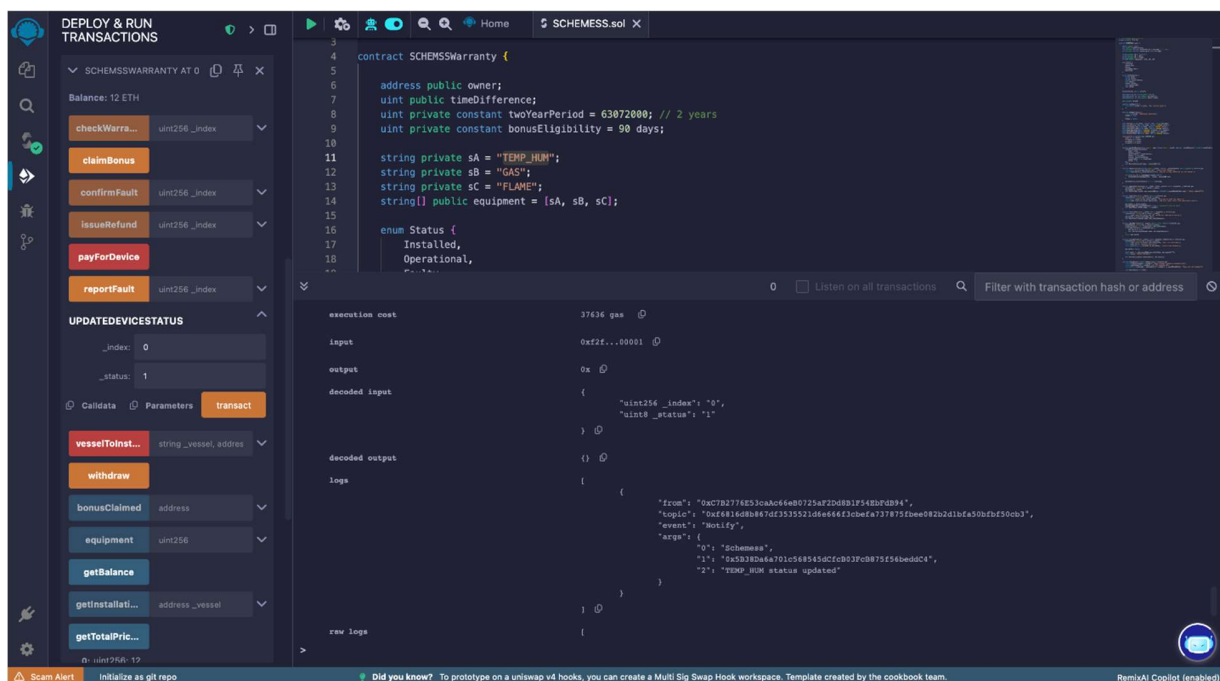 DEPLOY & RUN
TRANSACTIONS
SCHEMSSWARRANTY AT 0
Balance: 12 ETH
checkWarra... uint256 _index
claimBonus
confirmFault uint256 _index
issueRefund uint256 _index
payForDevice
reportFault uint256 _index
UPDATEDEVICESTATUS
_index: 0
_status: 1
Calldata Parameters transact
vesselToInst... string _vessel, addres
withdraw
bonusClaimed address
equipment uint256
getBalance
getInstallati... address _vessel
getTotalPric...
0: uint256: 12
Home SCHEMESS.sol
3
4 contract SCHEMSSWarranty {
5
6 address public owner;
7 uint public timeDifference;
8 uint private constant twoYearPeriod = 63072000; // 2 years
9 uint private constant bonusEligibility = 90 days;
10
11 string private sA = "TEMP_HUM";
12 string private sB = "GAS";
13 string private sC = "FLAME";
14 string[] public equipment = [sA, sB, sC];
15
16 enum Status {
17 Installed,
18 Operational,
0 Listen on all transactions Filter with transaction hash or address
execution cost 37636 gas
input 0xf2f...00001
output 0x
decoded input {
"uint256 _index": "0",
"uint8 _status": "1"
}
decoded output {}
logs [
{
"from": "0xC7B2776E53caAc66eB0725aF2Dd8B1F54EbFdB94",
"topic": "0xf6816d8b867df3535521d6e666f3cbefa737875fbee082b2d1bfa50bfbf50cb3",
"event": "Notify",
"args": {
"0": "Schemess",
"1": "0x5B38Da6a701c568545dCfcB03FcB875f56beddC4",
"2": "TEMP_HUM status updated"
}
}
]
raw logs [
>
Scam Alert Initialize as git repo Did you know? To prototype on a uniswap v4 hooks, you can create a Multi Sig Swap Hook workspace. Template created by the cookbook team. RemixAI Copilot (enabled)